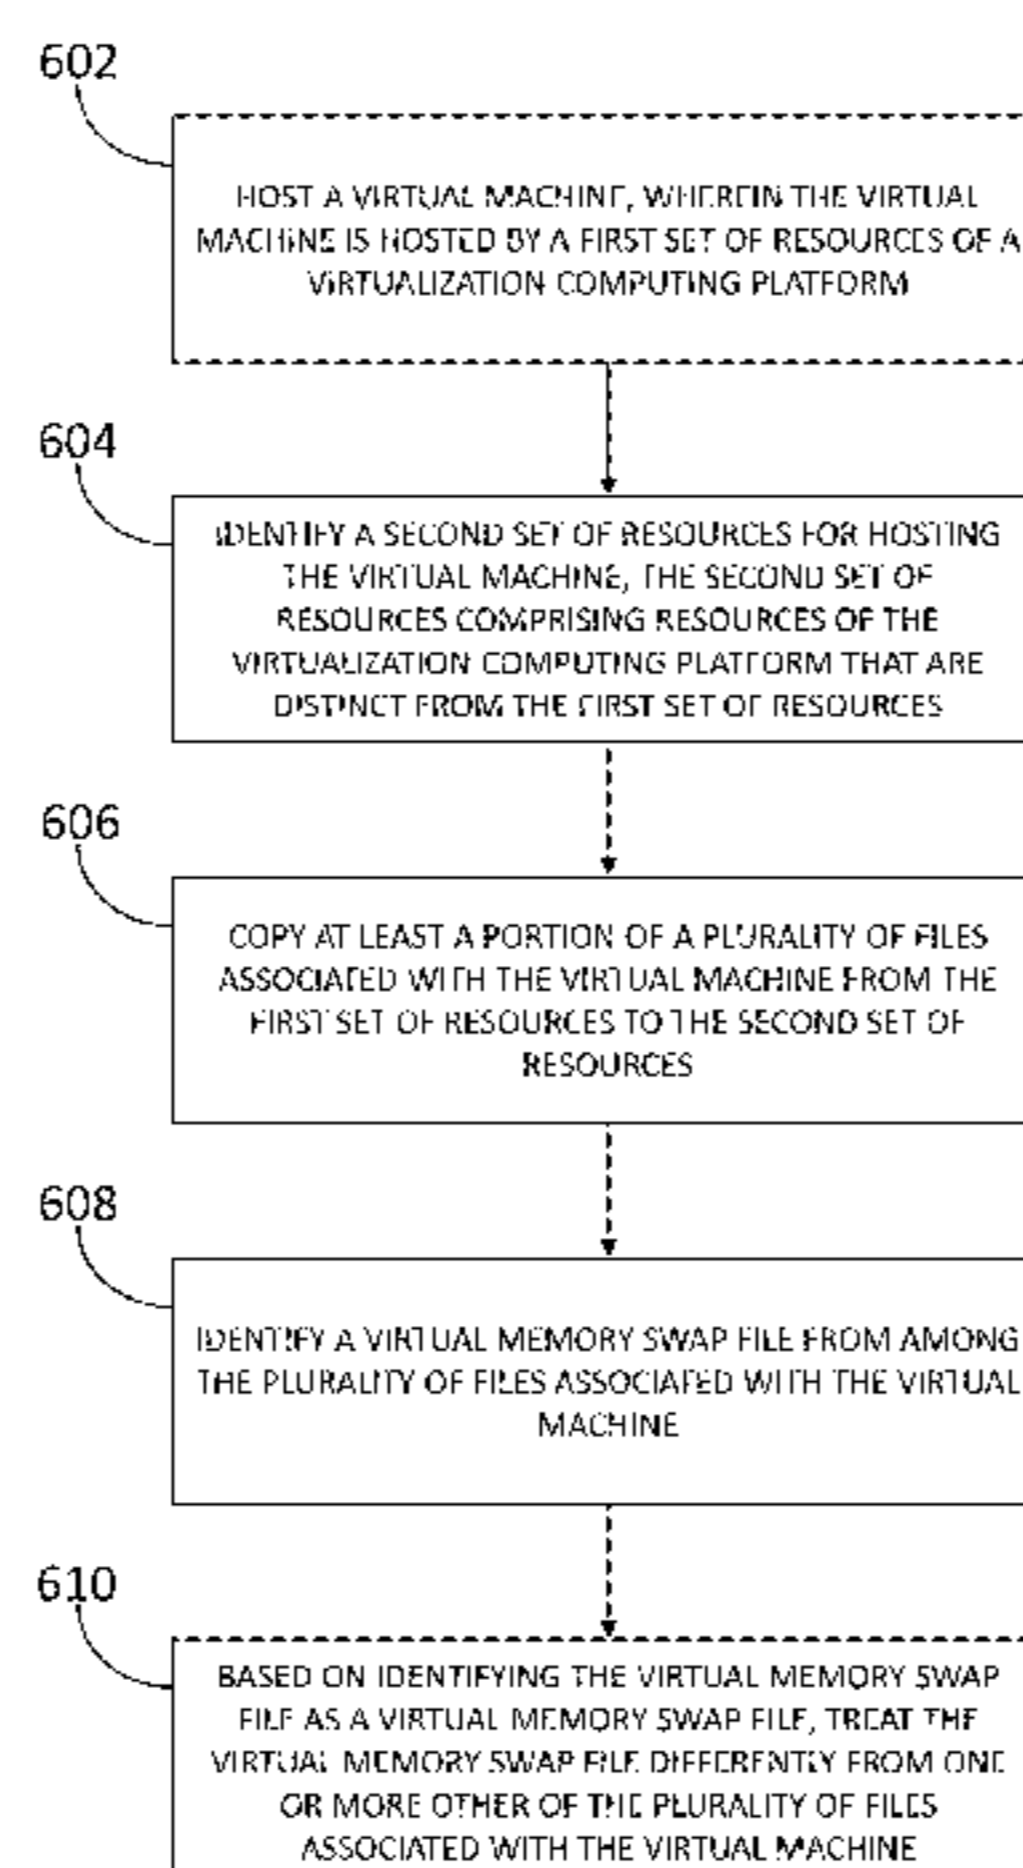 602
HOST A VIRTUAL MACHINE, WHEREIN THE VIRTUAL
MACHINE IS HOSTED BY A FIRST SET OF RESOURCES OF A
VIRTUALIZATION COMPUTING PLATFORM
604
IDENTIFY A SECOND SET OF RESOURCES FOR HOSTING
THE VIRTUAL MACHINE, THE SECOND SET OF
RESOURCES COMPRISING RESOURCES OF THE
VIRTUALIZATION COMPUTING PLATFORM THAT ARE
DISTINCT FROM THE FIRST SET OF RESOURCES
606
COPY AT LEAST A PORTION OF A PLURALITY OF FILES
ASSOCIATED WITH THE VIRTUAL MACHINE FROM THE
FIRST SET OF RESOURCES TO THE SECOND SET OF
RESOURCES
608
IDENTIFY A VIRTUAL MEMORY SWAP FILE FROM AMONG
THE PLURALITY OF FILES ASSOCIATED WITH THE VIRTUAL
MACHINE
610
BASED ON IDENTIFYING THE VIRTUAL MEMORY SWAP
FILE AS A VIRTUAL MEMORY SWAP FILE, TREAT THE
VIRTUAL MEMORY SWAP FILE DIFFERENTLY FROM ONE
OR MORE OTHER OF THE PLURALITY OF FILES
ASSOCIATED WITH THE VIRTUAL MACHINE